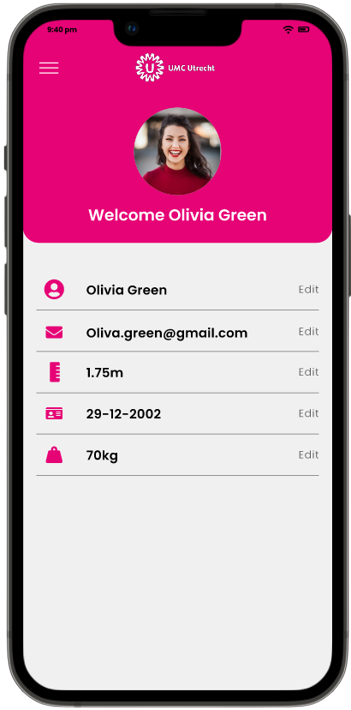 9:40 pm
UMC Utrecht
Welcome Olivia Green
Olivia Green Edit
Oliva.green@gmail.com Edit
1.75m Edit
29-12-2002 Edit
70kg Edit